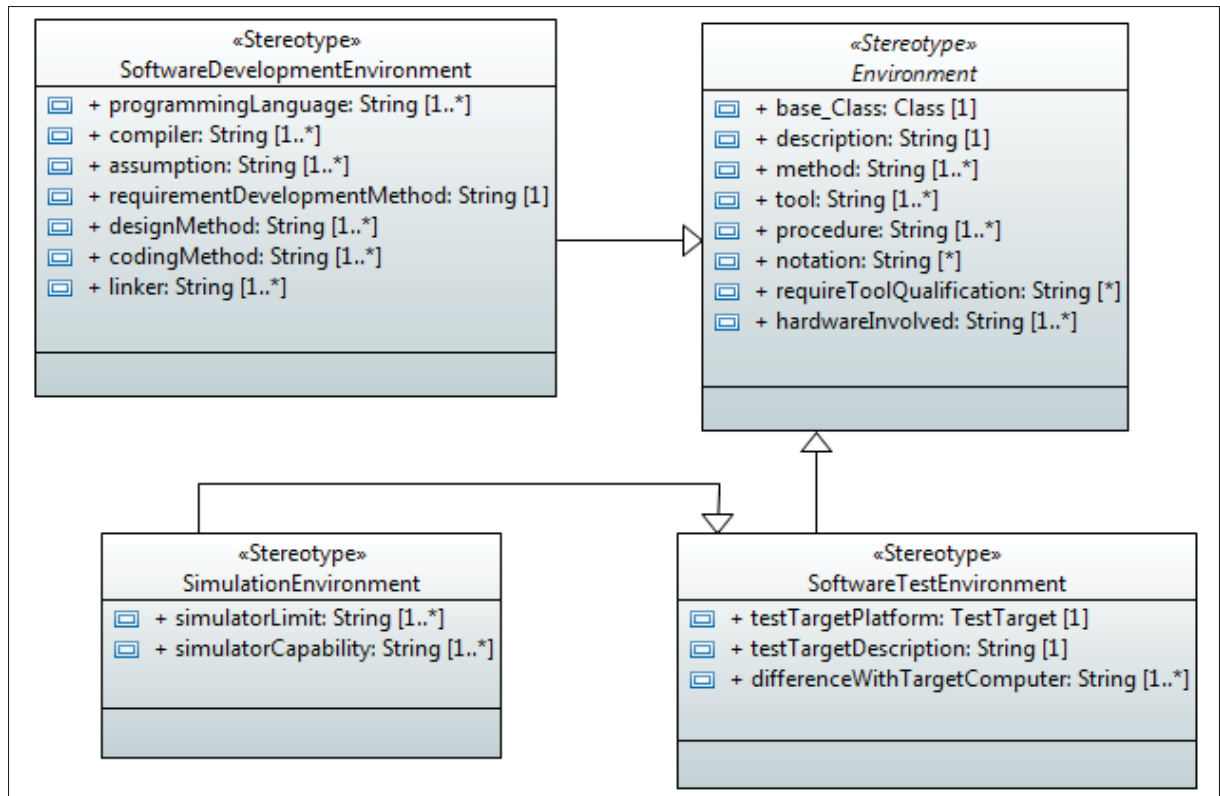 «Stereotype»
SoftwareDevelopmentEnvironment
+ programmingLanguage: String [1..*]
+ compiler: String [1..*]
+ assumption: String [1..*]
+ requirementDevelopmentMethod: String [1]
+ designMethod: String [1..*]
+ codingMethod: String [1..*]
+ linker: String [1..*]
«Stereotype»
Environment
+ base_Class: Class [1]
+ description: String [1]
+ method: String [1..*]
+ tool: String [1..*]
+ procedure: String [1..*]
+ notation: String [*]
+ requireToolQualification: String [*]
+ hardwareInvolved: String [1..*]
«Stereotype»
SimulationEnvironment
+ simulatorLimit: String [1..*]
+ simulatorCapability: String [1..*]
«Stereotype»
SoftwareTestEnvironment
+ testTargetPlatform: TestTarget [1]
+ testTargetDescription: String [1]
+ differenceWithTargetComputer: String [1..*]